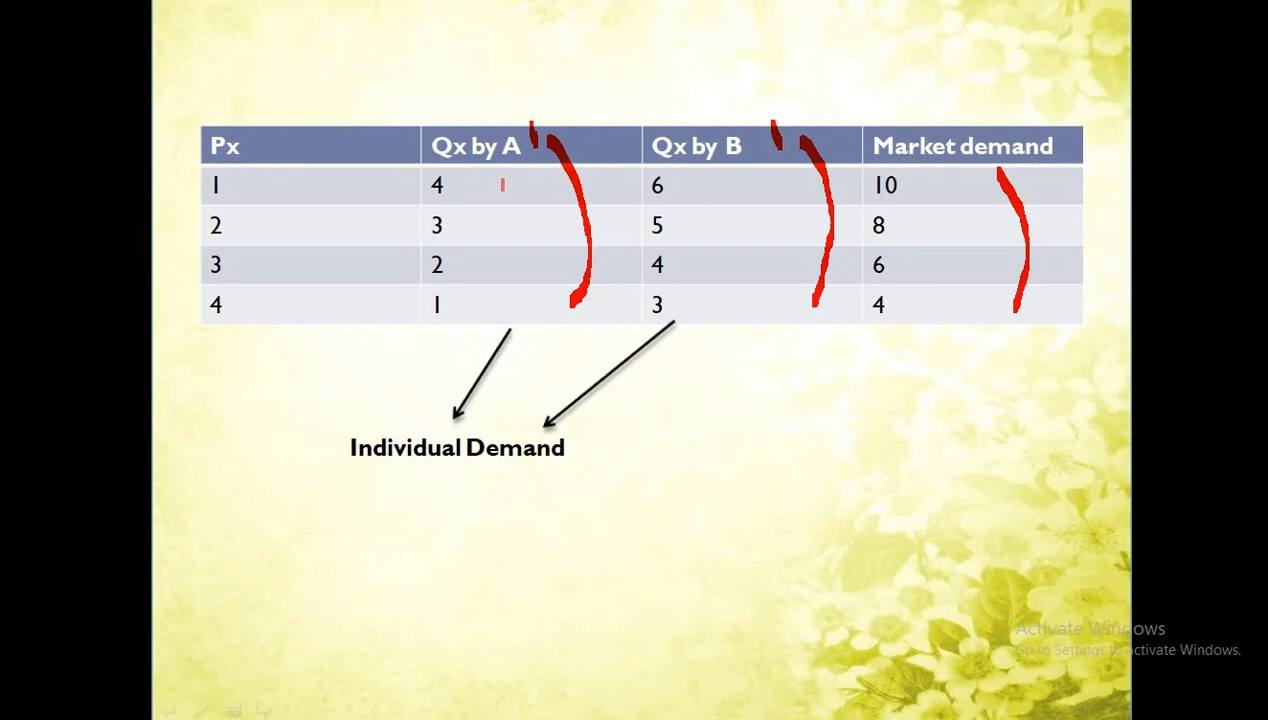 Px Qx by A Qx by B Market demand
1 4 6 10
2 3 5 8
3 2 4 6
4 1 3 4
Individual Demand
Activate Windows
Go to Settings to activate Windows.